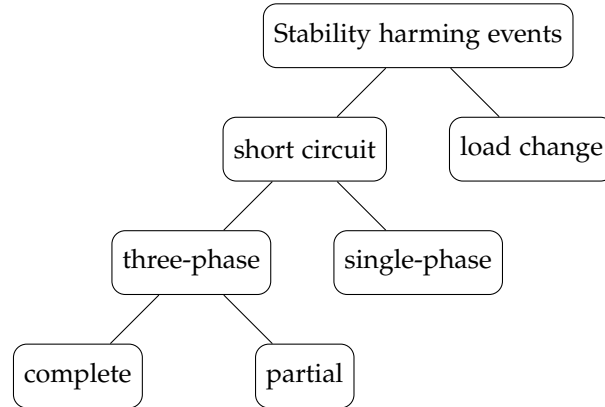 Stability harming events
short circuit
load change
three-phase
single-phase
complete
partial